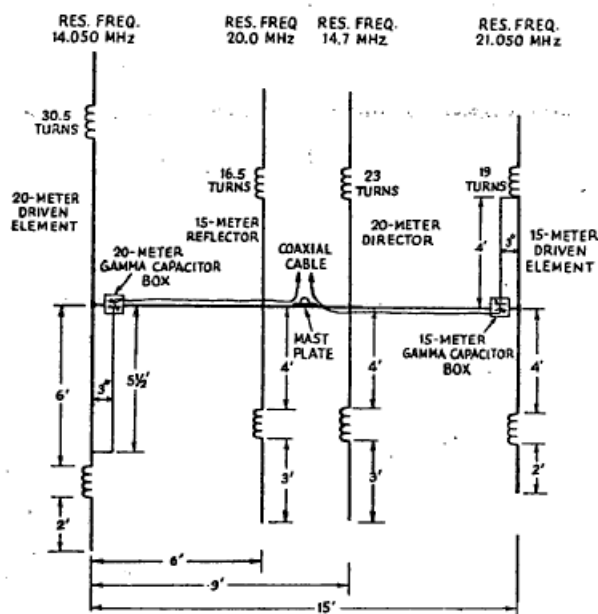 RES. FREQ.
14.050 MHz
RES. FREQ
20.0 MHz
RES. FREQ.
14.7 MHz
RES. FREQ.
21.050 MHz
30.5
TURNS
16.5
TURNS
23
TURNS
19
TURNS
20-METER
DRIVEN
ELEMENT
15-METER
REFLECTOR
20-METER
DIRECTOR
4'
3"
15-METER
DRIVEN
ELEMENT
20-METER
GAMMA CAPACITOR
BOX
COAXIAL
CABLE
MAST
PLATE
15-METER
GAMMA CAPACITOR
BOX
6'
3"
5½'
4'
4'
4'
2'
3'
3'
2'
6'
9'
15'